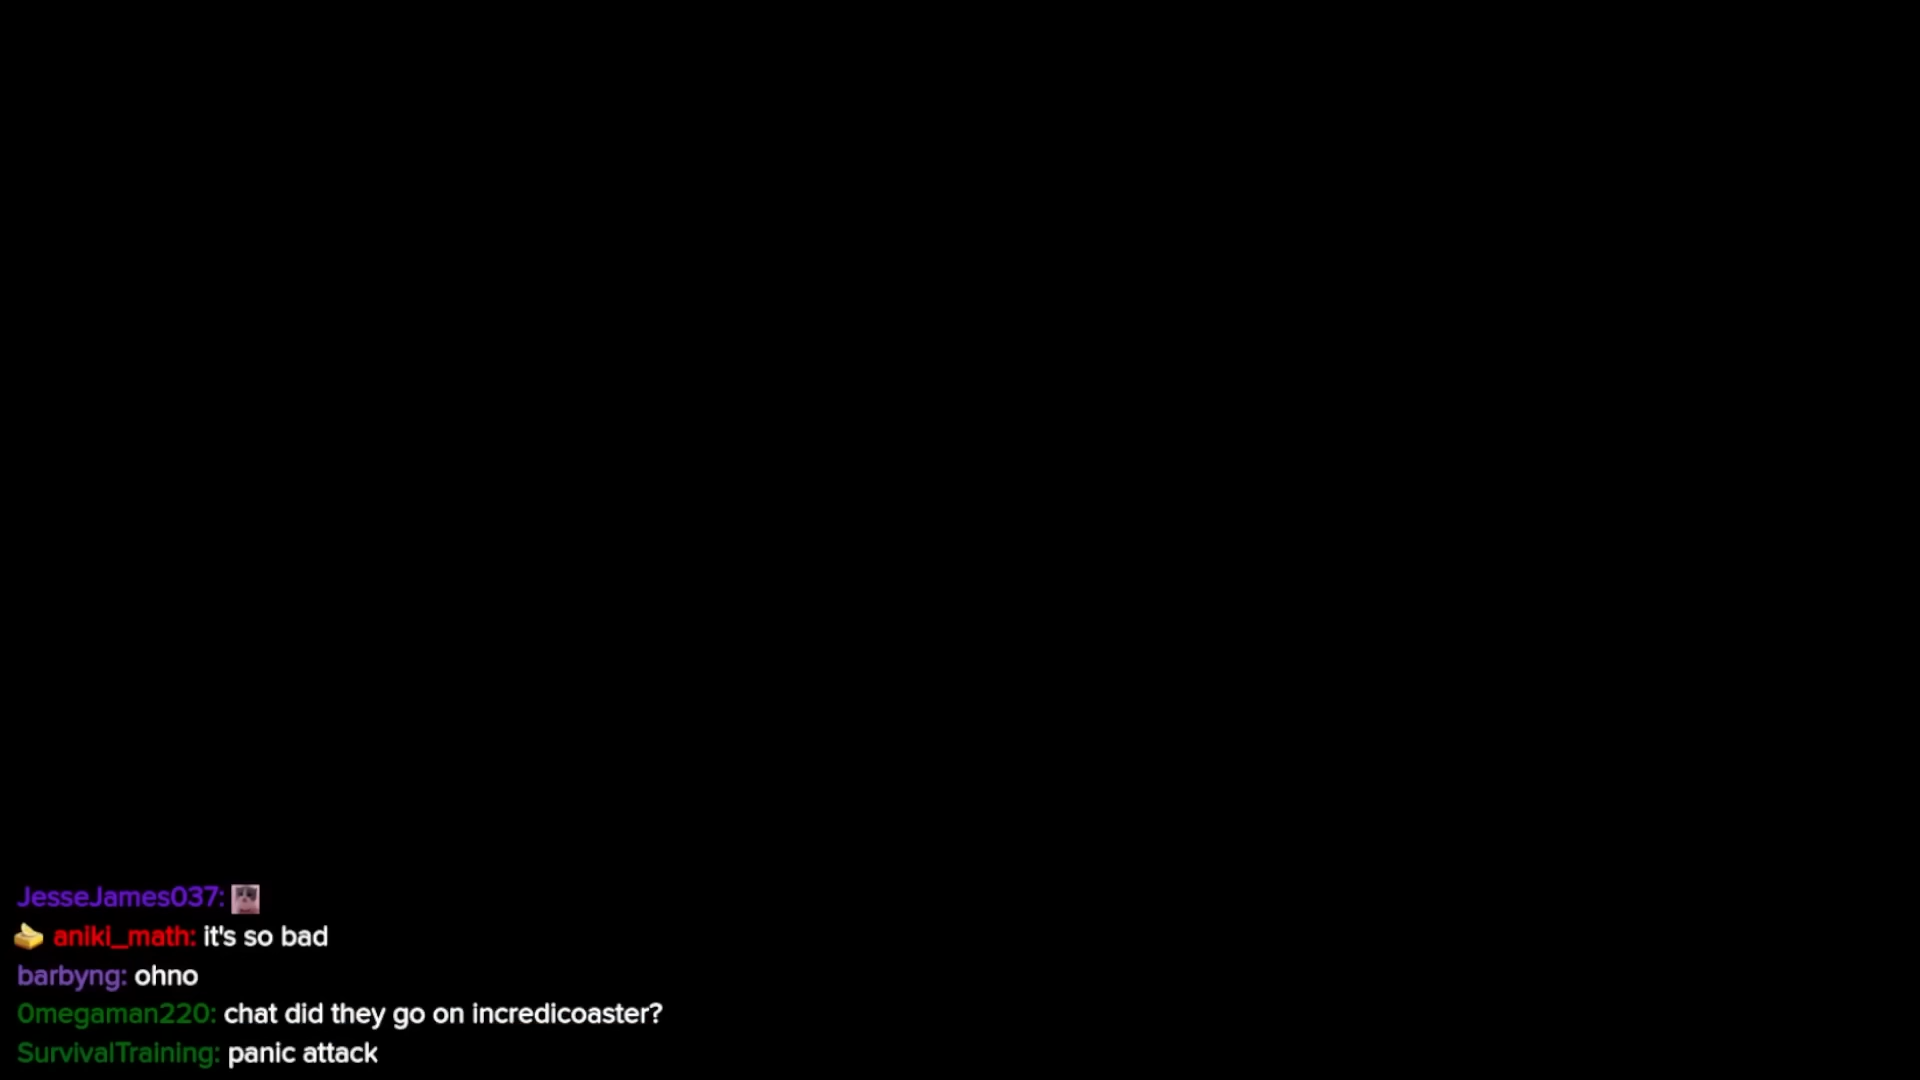 JesseJames037:
aniki_math: it's so bad
barbyng: ohno
0megaman220: chat did they go on incredicoaster?
SurvivalTraining: panic attack